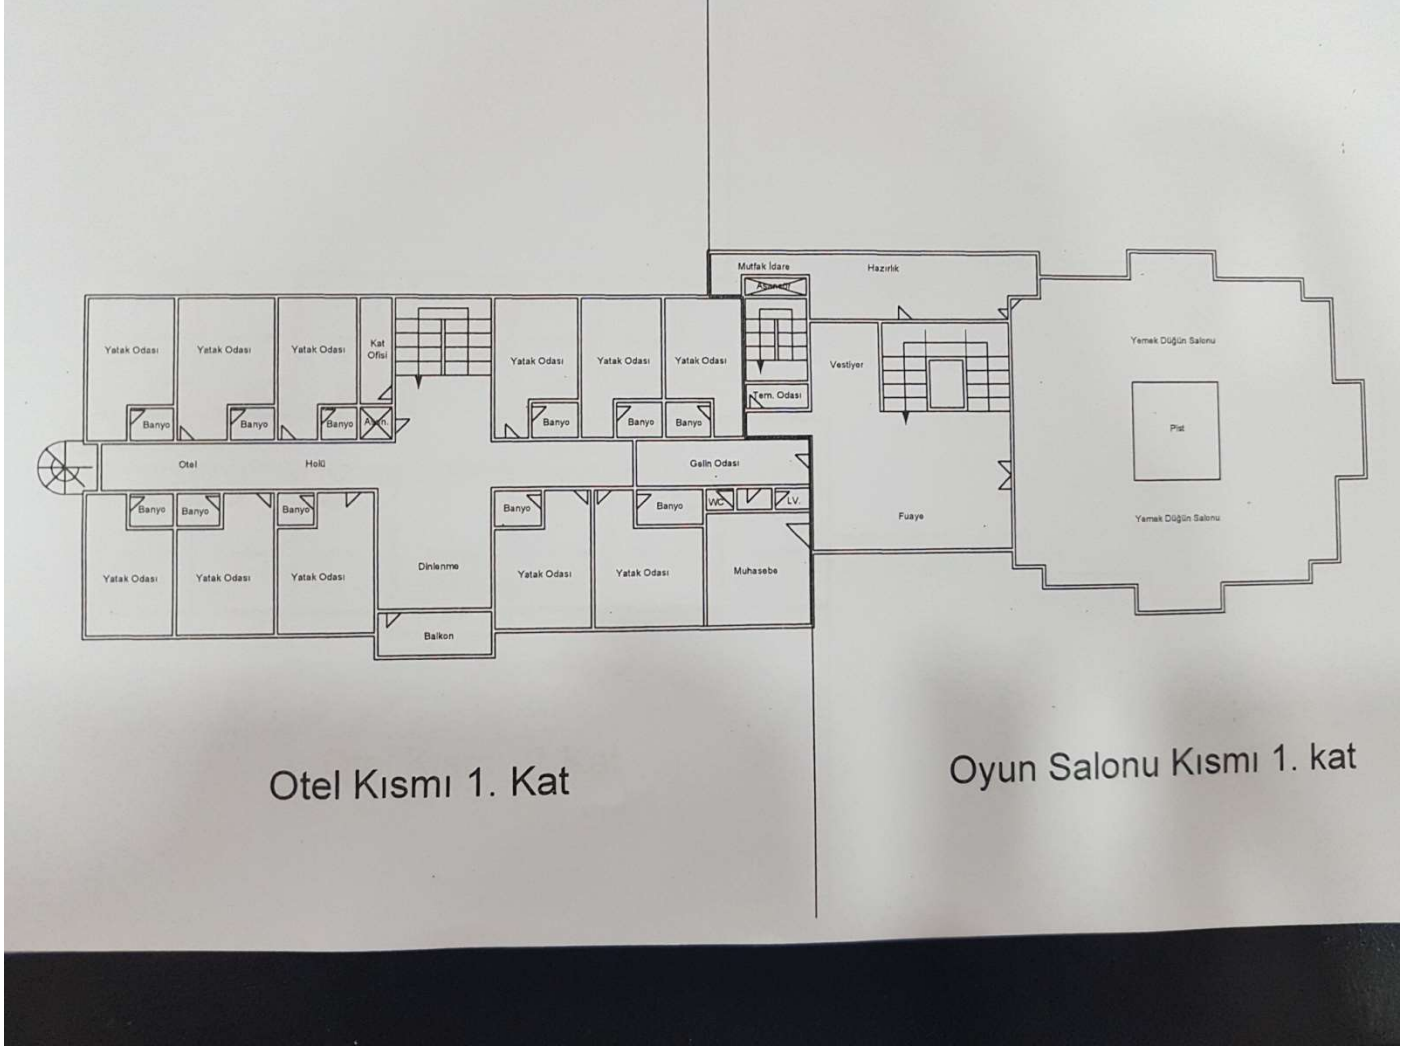 Mutfak İdare
Hazırlık
Asansör
Yatak Odası
Yatak Odası
Yatak Odası
Kat
Ofisi
Yatak Odası
Yatak Odası
Yatak Odası
Vestiyer
Yemek Düğün Salonu
Tem. Odası
Banyo
Banyo
Banyo
Asan.
Banyo
Banyo
Banyo
Pist
Otel
Holü
Gelin Odası
Banyo
Banyo
Banyo
Banyo
Banyo
WC
LV.
Fuaye
Yemek Düğün Salonu
Yatak Odası
Yatak Odası
Yatak Odası
Dinlenme
Yatak Odası
Yatak Odası
Muhasebe
Balkon
Otel Kısmı 1. Kat
Oyun Salonu Kısmı 1. kat